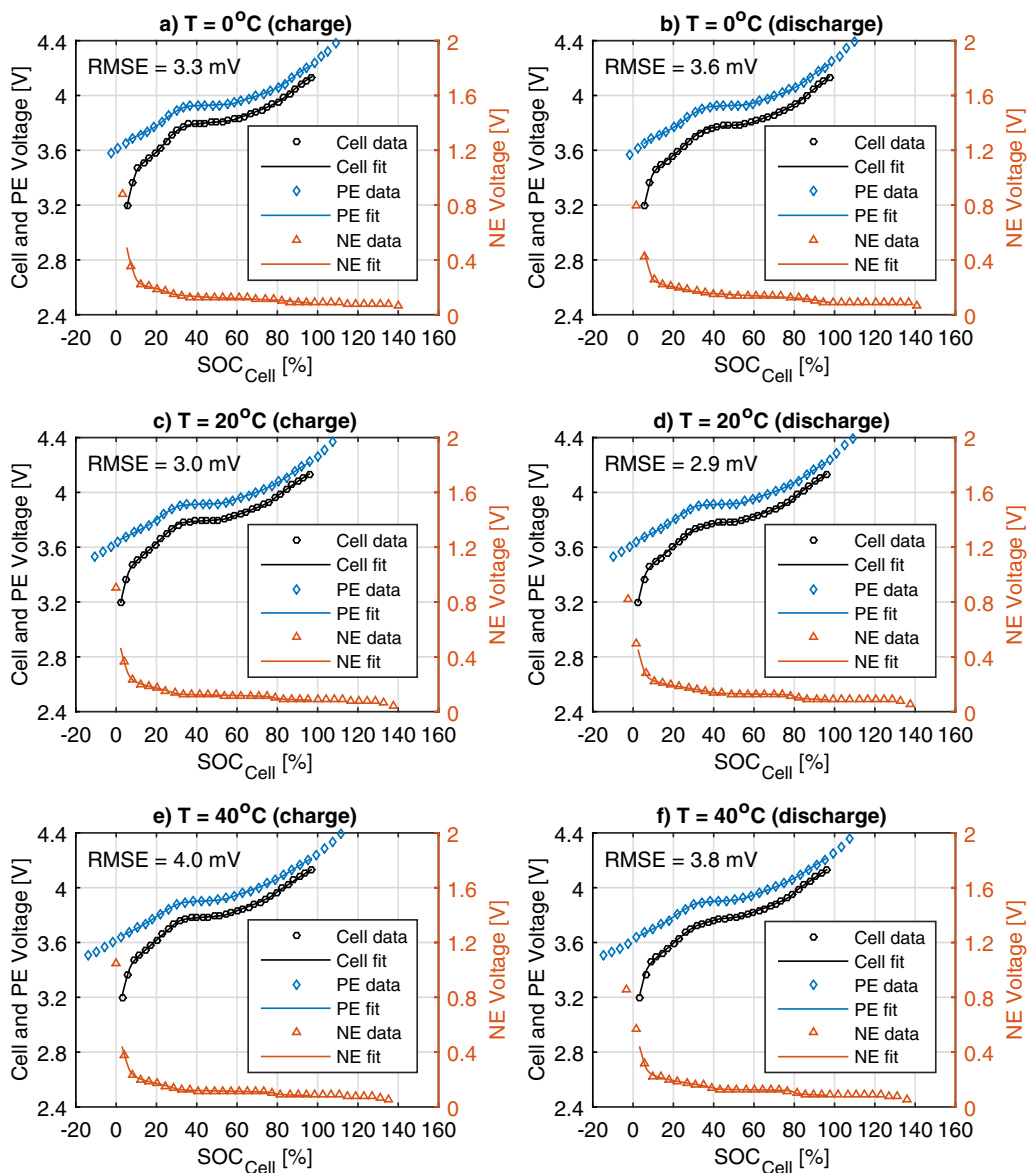 a) T = 0°C (charge)
RMSE = 3.3 mV
Cell and PE Voltage [V]
4.4
4
3.6
3.2
2.8
2.4
Cell data
Cell fit
PE data
PE fit
NE data
NE fit
2
1.6
1.2
0.8
0.4
0
NE Voltage [V]
-20 0 20 40 60 80 100 120 140 160
SOC_Cell [%]
b) T = 0°C (discharge)
RMSE = 3.6 mV
Cell and PE Voltage [V]
4.4
4
3.6
3.2
2.8
2.4
Cell data
Cell fit
PE data
PE fit
NE data
NE fit
2
1.6
1.2
0.8
0.4
0
NE Voltage [V]
-20 0 20 40 60 80 100 120 140 160
SOC_Cell [%]
c) T = 20°C (charge)
RMSE = 3.0 mV
Cell and PE Voltage [V]
4.4
4
3.6
3.2
2.8
2.4
Cell data
Cell fit
PE data
PE fit
NE data
NE fit
2
1.6
1.2
0.8
0.4
0
NE Voltage [V]
-20 0 20 40 60 80 100 120 140 160
SOC_Cell [%]
d) T = 20°C (discharge)
RMSE = 2.9 mV
Cell and PE Voltage [V]
4.4
4
3.6
3.2
2.8
2.4
Cell data
Cell fit
PE data
PE fit
NE data
NE fit
2
1.6
1.2
0.8
0.4
0
NE Voltage [V]
-20 0 20 40 60 80 100 120 140 160
SOC_Cell [%]
e) T = 40°C (charge)
RMSE = 4.0 mV
Cell and PE Voltage [V]
4.4
4
3.6
3.2
2.8
2.4
Cell data
Cell fit
PE data
PE fit
NE data
NE fit
2
1.6
1.2
0.8
0.4
0
NE Voltage [V]
-20 0 20 40 60 80 100 120 140 160
SOC_Cell [%]
f) T = 40°C (discharge)
RMSE = 3.8 mV
Cell and PE Voltage [V]
4.4
4
3.6
3.2
2.8
2.4
Cell data
Cell fit
PE data
PE fit
NE data
NE fit
2
1.6
1.2
0.8
0.4
0
NE Voltage [V]
-20 0 20 40 60 80 100 120 140 160
SOC_Cell [%]